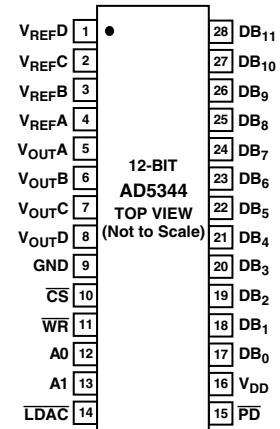 VREFD 1
VREFC 2
VREFB 3
VREFA 4
VOUTA 5
VOUTB 6
VOUTC 7
VOUTD 8
GND 9
CS 10
WR 11
A0 12
A1 13
LDAC 14
12-BIT
AD5344
TOP VIEW
(Not to Scale)
28 DB11
27 DB10
26 DB9
25 DB8
24 DB7
23 DB6
22 DB5
21 DB4
20 DB3
19 DB2
18 DB1
17 DB0
16 VDD
15 PD